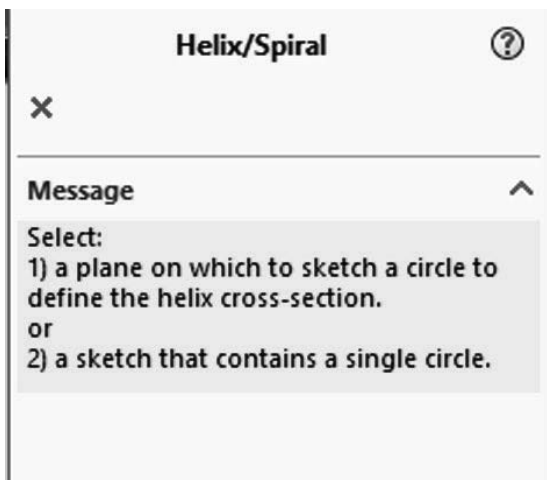 Helix/Spiral
Message
Select:
1) a plane on which to sketch a circle to
define the helix cross-section.
or
2) a sketch that contains a single circle.